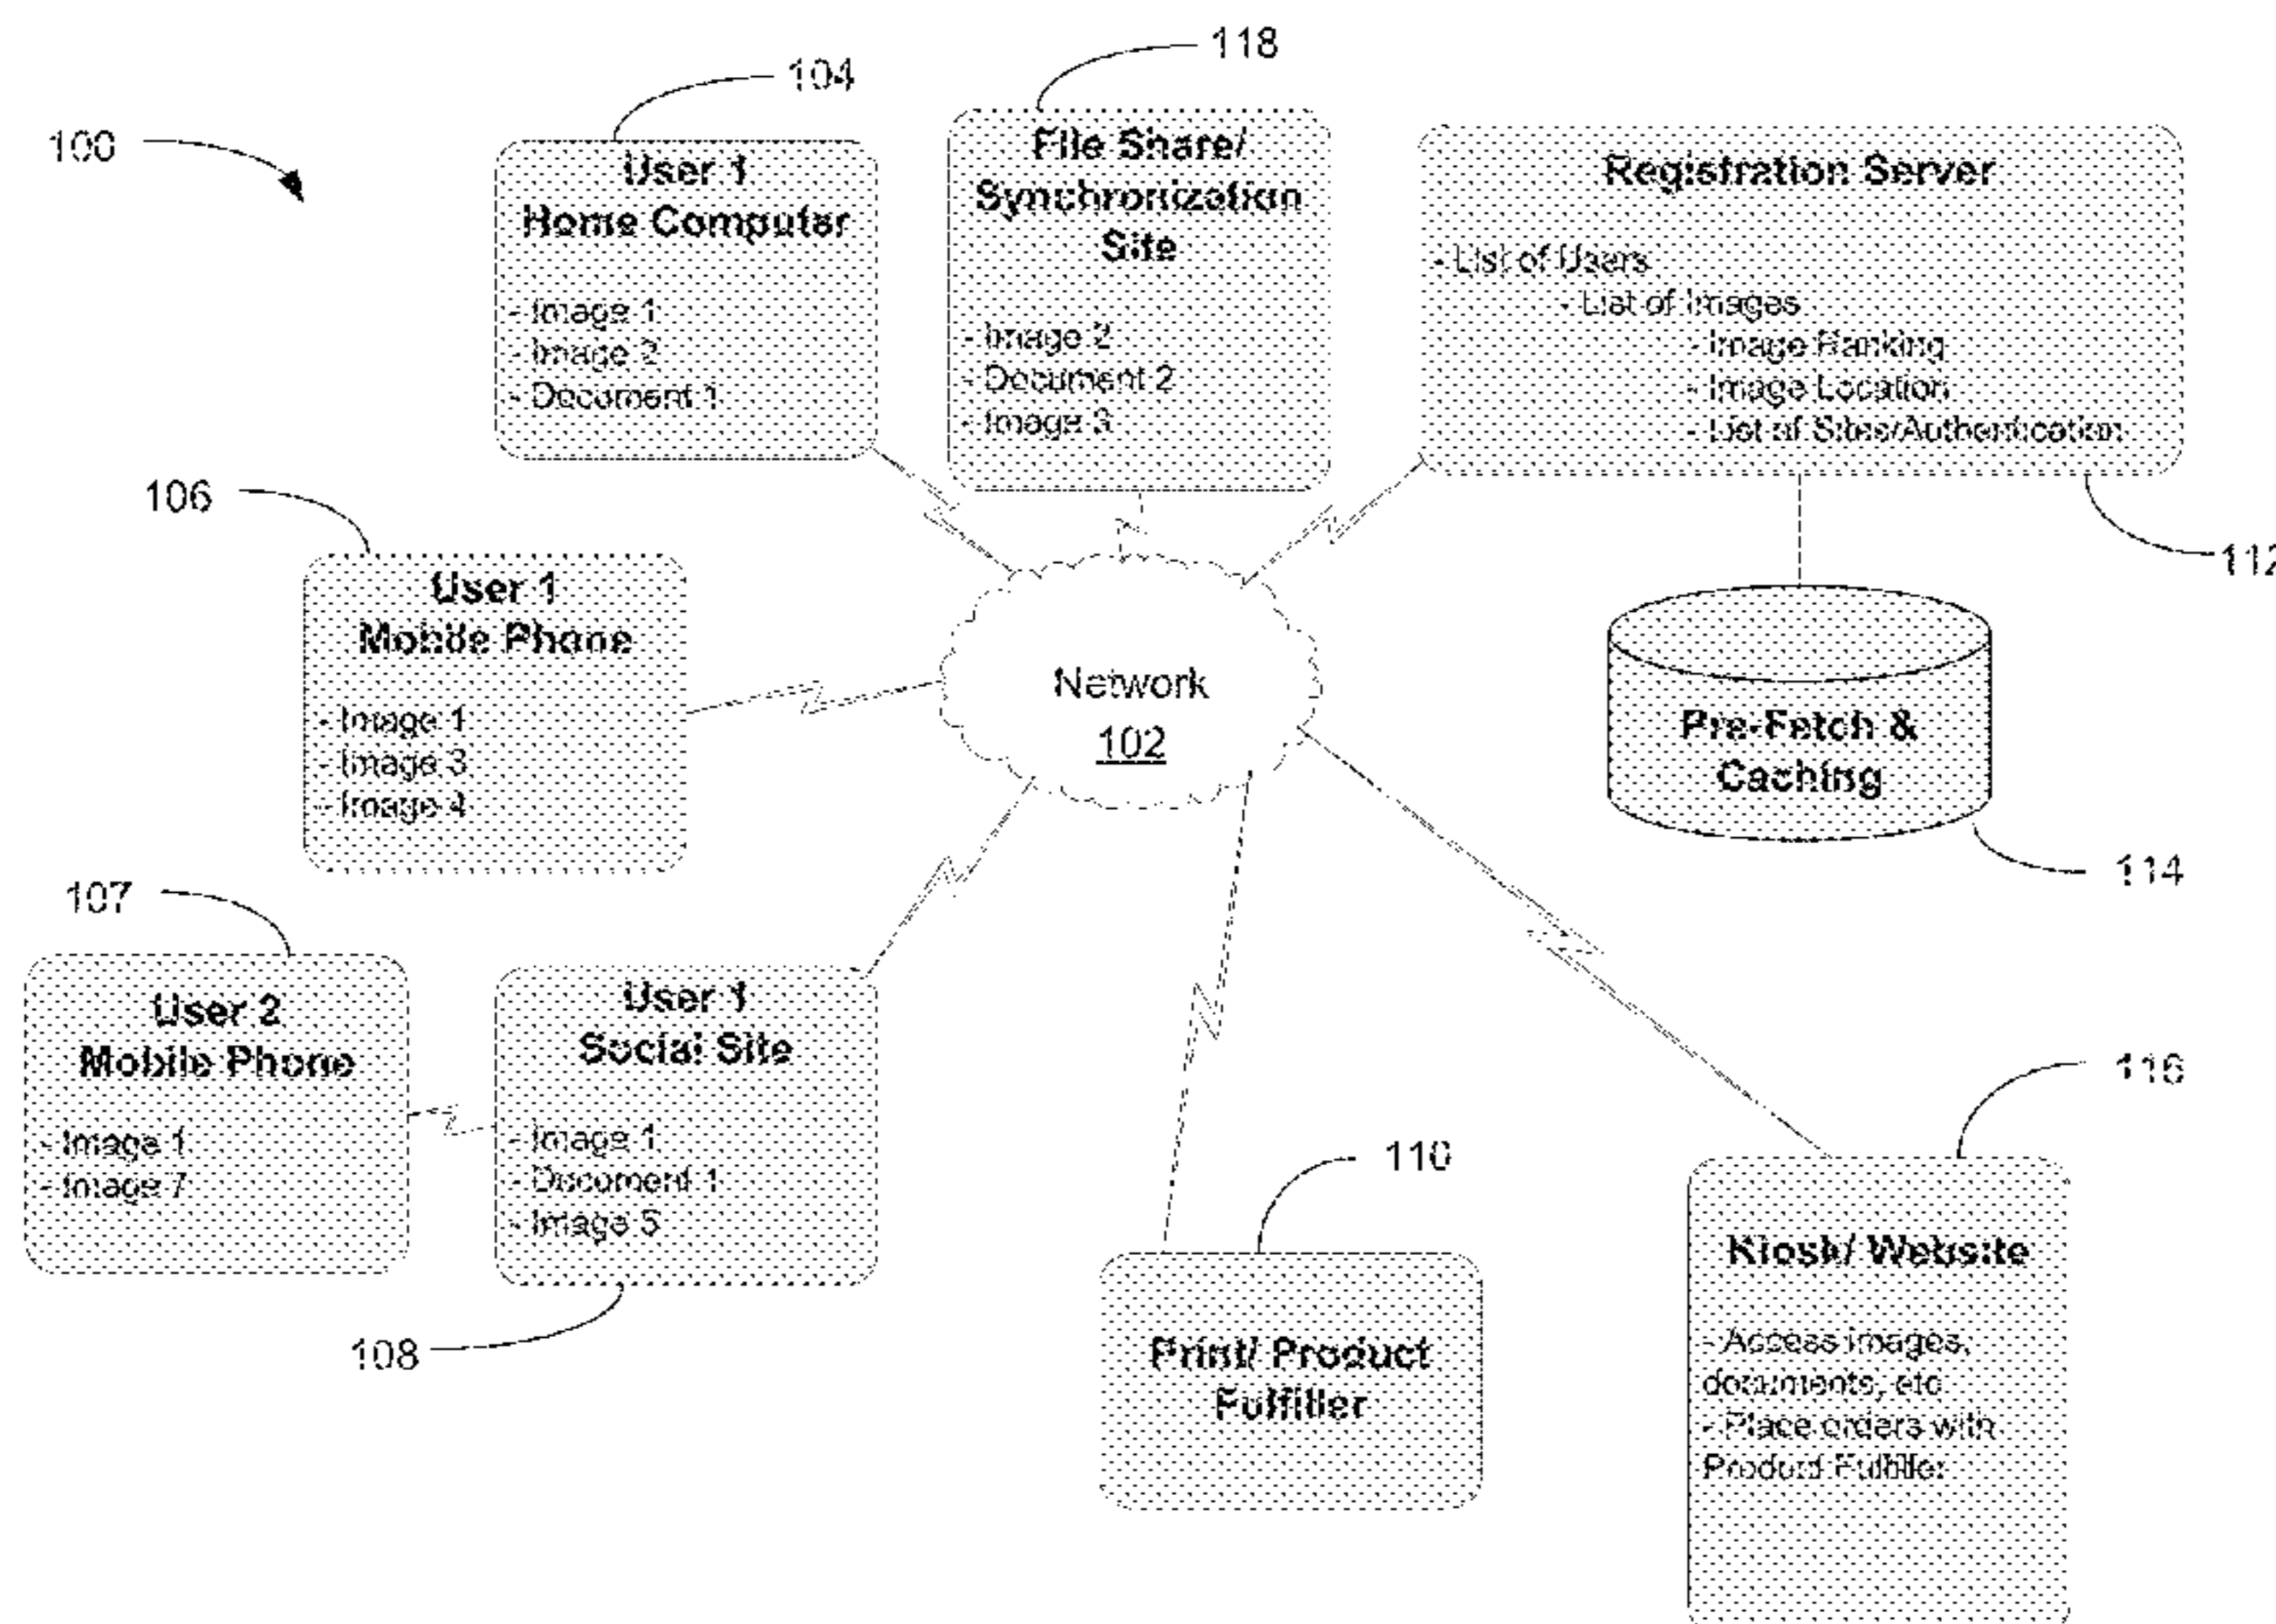 100
104
User 1
Home Computer
- Image 1
- Image 2
- Document 1
118
File Share/
Synchronization
Site
- Image 2
- Document 2
- Image 3
Registration Server
- List of Users
- List of Images
- Image Ranking
- Image Location
- List of Sites/Authentication
112
106
User 1
Mobile Phone
- Image 1
- Image 3
- Image 4
Network
102
Pre-Fetch &
Caching
114
107
User 2
Mobile Phone
- Image 1
- Image 7
User 1
Social Site
- Image 1
- Document 1
- Image 5
108
110
Print/ Product
Fulfiller
116
Kiosk/ Website
- Access images,
documents, etc
- Place orders with
Product Fulfiller